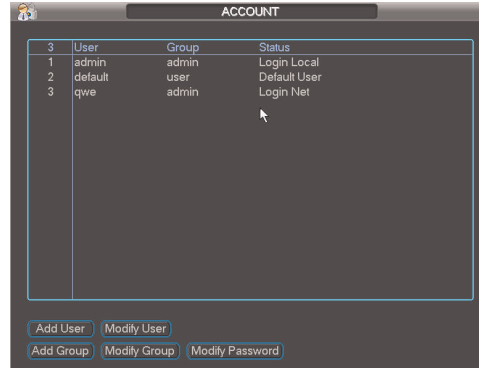 ACCOUNT
3 User Group Status
1 admin admin Login Local
2 default user Default User
3 qwe admin Login Net
Add User Modify User
Add Group Modify Group Modify Password